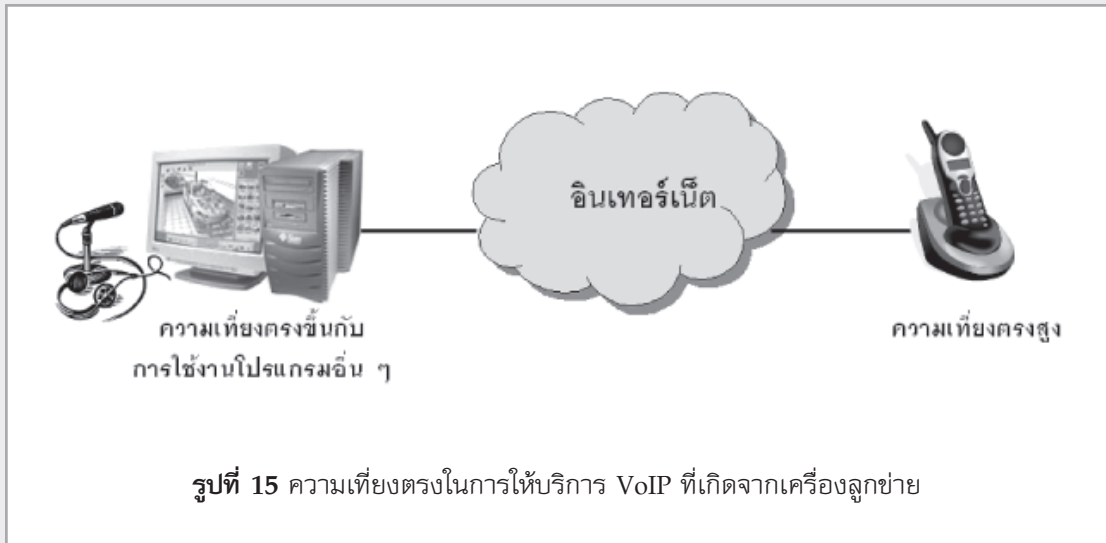 อินเทอร์เน็ต
ความเที่ยงตรงขึ้นกับ
การใช้งานโปรแกรมอื่น ๆ
ความเที่ยงตรงสูง
รูปที่ 15 ความเที่ยงตรงในการให้บริการ VoIP ที่เกิดจากเครื่องลูกข่าย